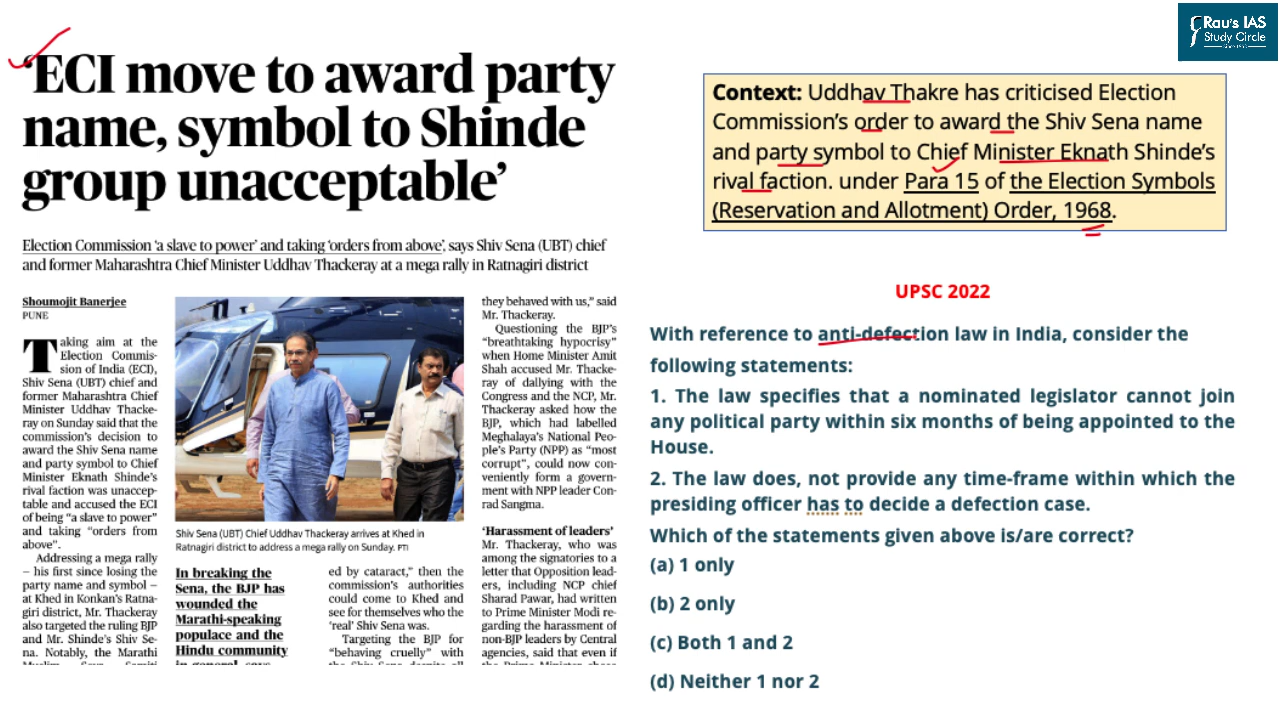 Rau's IAS
Study Circle
‘ECI move to award party
name, symbol to Shinde
group unacceptable’
Election Commission ‘a slave to power’ and taking ‘orders from above’, says Shiv Sena (UBT) chief
and former Maharashtra Chief Minister Uddhav Thackeray at a mega rally in Ratnagiri district
Shoumojit Banerjee
PUNE
Taking aim at the
Election Commis-
sion of India (ECI),
Shiv Sena (UBT) chief and
former Maharashtra Chief
Minister Uddhav Thacke-
ray on Sunday said that the
commission's decision to
award the Shiv Sena name
and party symbol to Chief
Minister Eknath Shinde's
rival faction was unaccep-
table and accused the ECI
of being “a slave to power”
and taking “orders from
above”.
Addressing a mega rally
– his first since losing the
party name and symbol –
at Khed in Konkan's Ratna-
giri district, Mr. Thackeray
also targeted the ruling BJP
and Mr. Shinde's Shiv Se-
na. Notably, the Marathi
Shiv Sena (UBT) Chief Uddhav Thackeray arrives at Khed in
Ratnagiri district to address a mega rally on Sunday. PTI
In breaking the
Sena, the BJP has
wounded the
Marathi-speaking
populace and the
Hindu community
in general, says
ed by cataract,” then the
commission's authorities
could come to Khed and
see for themselves who the
‘real’ Shiv Sena was.
Targeting the BJP for
“behaving cruelly” with
the Shiv Sena despite all
they behaved with us,” said
Mr. Thackeray.
Questioning the BJP's
“breathtaking hypocrisy”
when Home Minister Amit
Shah accused Mr. Thacke-
ray of dallying with the
Congress and the NCP, Mr.
Thackeray asked how the
BJP, which had labelled
Meghalaya's National Peo-
ple's Party (NPP) as “most
corrupt”, could now con-
veniently form a govern-
ment with NPP leader Con-
rad Sangma.
‘Harassment of leaders’
Mr. Thackeray, who was
among the signatories to a
letter that Opposition lead-
ers, including NCP chief
Sharad Pawar, had written
to Prime Minister Modi re-
garding the harassment of
non-BJP leaders by Central
agencies, said that even if
the Prime Minister chose
Context: Uddhav Thakre has criticised Election
Commission's order to award the Shiv Sena name
and party symbol to Chief Minister Eknath Shinde's
rival faction. under Para 15 of the Election Symbols
(Reservation and Allotment) Order, 1968.
UPSC 2022
With reference to anti-defection law in India, consider the
following statements:
1. The law specifies that a nominated legislator cannot join
any political party within six months of being appointed to the
House.
2. The law does, not provide any time-frame within which the
presiding officer has to decide a defection case.
Which of the statements given above is/are correct?
(a) 1 only
(b) 2 only
(c) Both 1 and 2
(d) Neither 1 nor 2